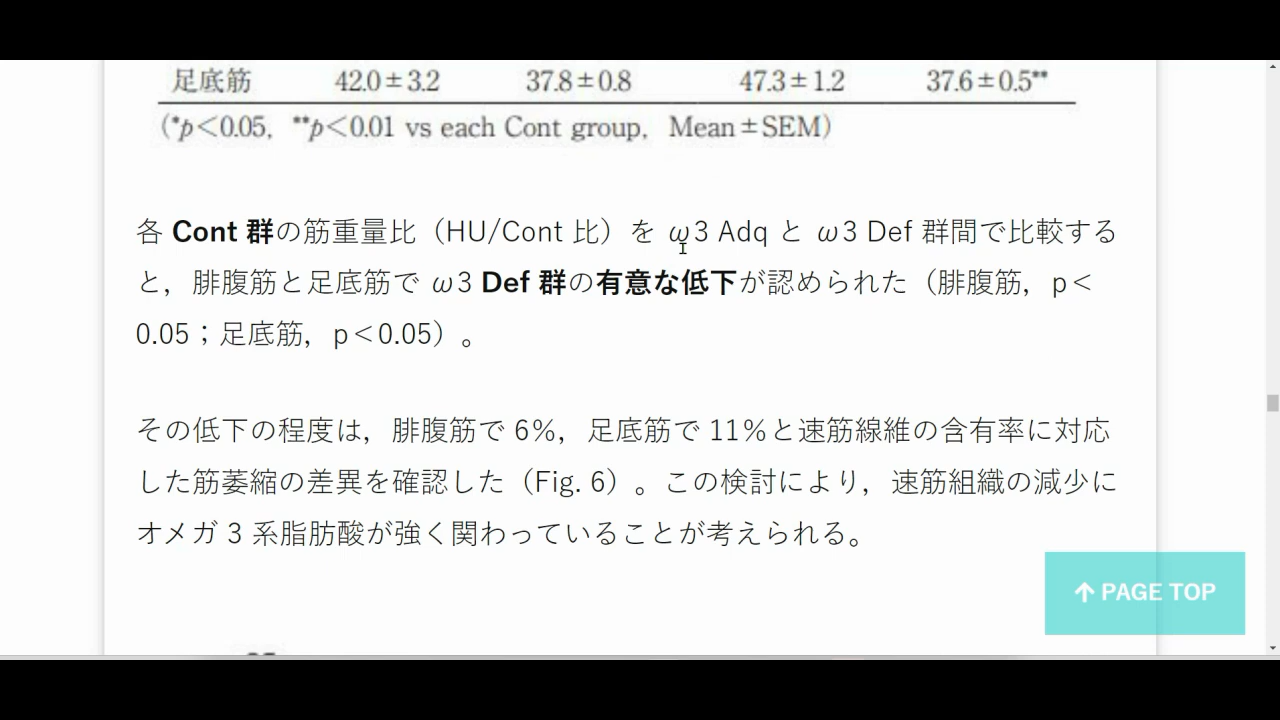 足底筋 42.0±3.2 37.8±0.8 47.3±1.2 37.6±0.5**
(*p<0.05, **p<0.01 vs each Cont group, Mean±SEM)
各 Cont 群の筋重量比（HU/Cont 比）を ω3 Adq と ω3 Def 群間で比較する
と，腓腹筋と足底筋で ω3 Def 群の有意な低下が認められた（腓腹筋，p＜
0.05；足底筋，p＜0.05）。
その低下の程度は，腓腹筋で 6%，足底筋で 11%と速筋線維の含有率に対応
した筋萎縮の差異を確認した（Fig. 6）。この検討により，速筋組織の減少に
オメガ 3 系脂肪酸が強く関わっていることが考えられる。
↑ PAGE TOP